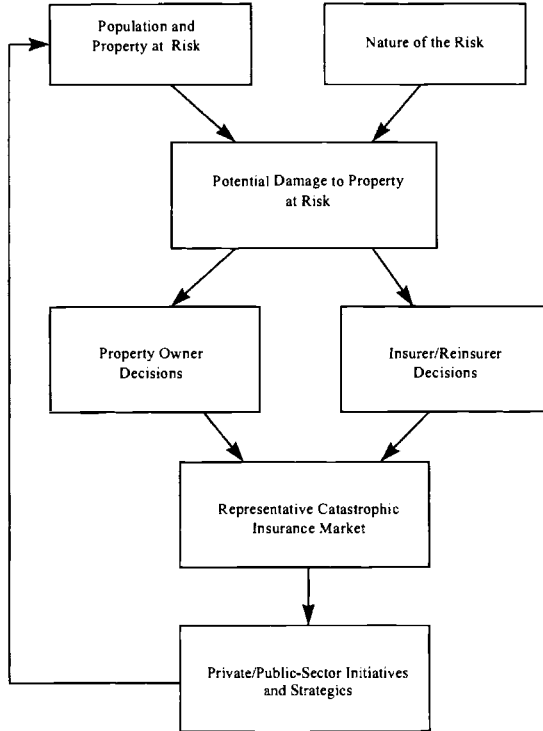 Population and
Property at Risk
Nature of the Risk
Potential Damage to Property
at Risk
Property Owner
Decisions
Insurer/Reinsurer
Decisions
Representative Catastrophic
Insurance Market
Private/Public-Sector Initiatives
and Strategies